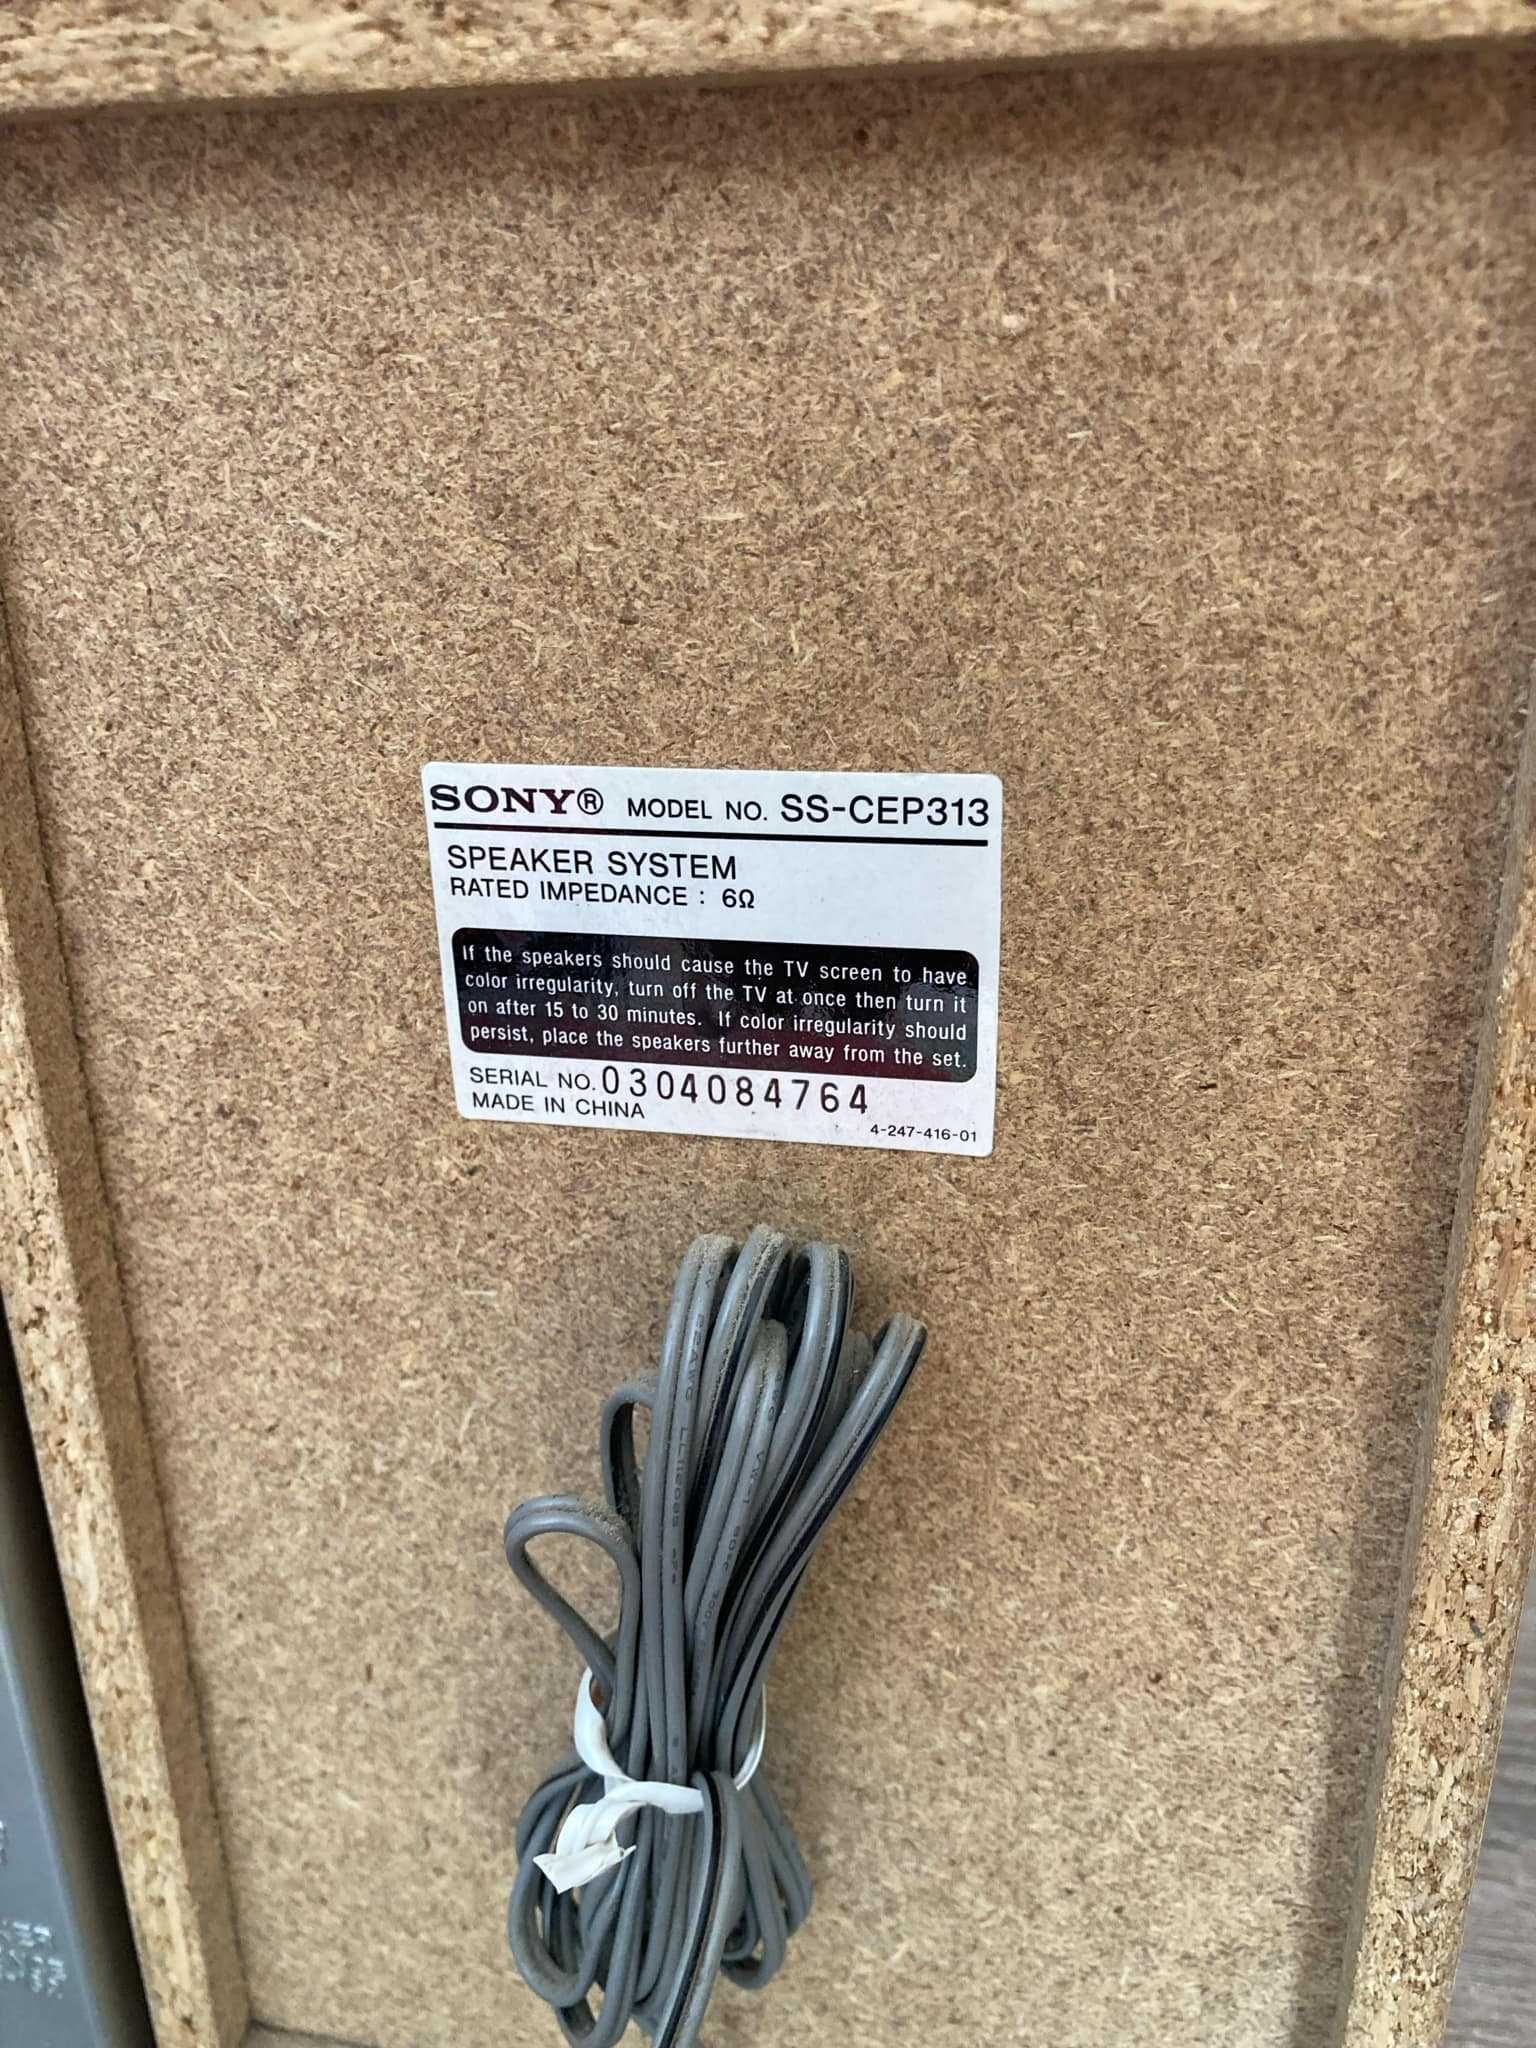 SONY® MODEL NO. SS-CEP313
SPEAKER SYSTEM
RATED IMPEDANCE : 6Ω
If the speakers should cause the TV screen to have
color irregularity, turn off the TV at once then turn it
on after 15 to 30 minutes. If color irregularity should
persist, place the speakers further away from the set.
SERIAL NO. 0304084764
MADE IN CHINA
4-247-416-01